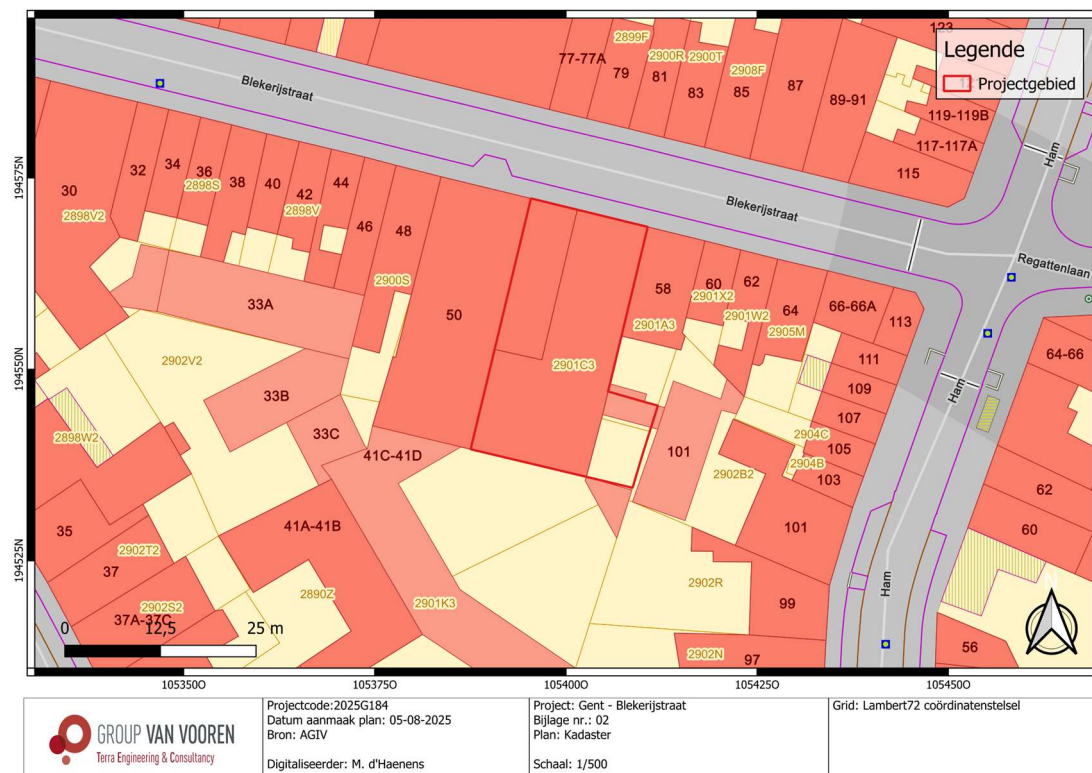 Legende
Projectgebied
123
2899F
2900R
2900T
77-77A
79
81
83
2908F
85
87
89-91
119-119B
117-117A
115
Ham
Blekerijstraat
194575N
30
2898V2
32
34
36
2898S
38
40
42
2898V
44
46
48
2900S
Blekerijstraat
Regattenlaan
33A
50
58
2901A3
60
2901X2
62
2901W2
64
2905M
66-66A
113
194550N
2902V2
2901C3
111
109
107
105
103
64-66
Ham
33B
33C
2898W2
41C-41D
101
2904C
2904B
2902B2
101
62
60
35
41A-41B
194525N
2902T2
37
2902S2
37A-37C
2890Z
2901K3
2902R
99
Ham
2902N
97
56
N
0 12,5 25 m
1053500 1053750 1054000 1054250 1054500
GROUP VAN VOOREN
Terra Engineering & Consultancy
Projectcode:2025G184
Datum aanmaak plan: 05-08-2025
Bron: AGIV
Digitaliseerder: M. d'Haenens
Project: Gent - Blekerijstraat
Bijlage nr.: 02
Plan: Kadaster
Schaal: 1/500
Grid: Lambert72 coördinatenstelsel